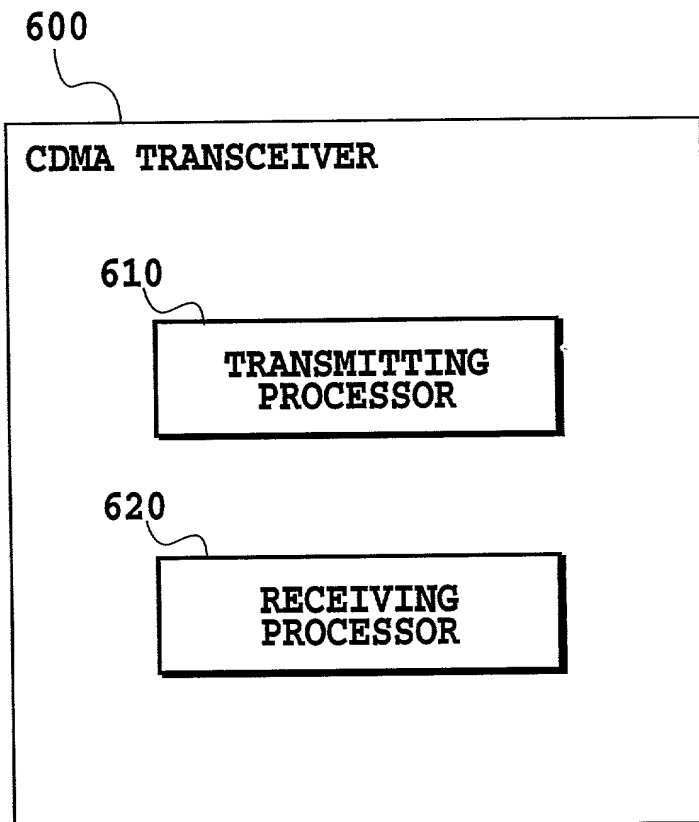 600
CDMA TRANSCEIVER
610
TRANSMITTING
PROCESSOR
620
RECEIVING
PROCESSOR